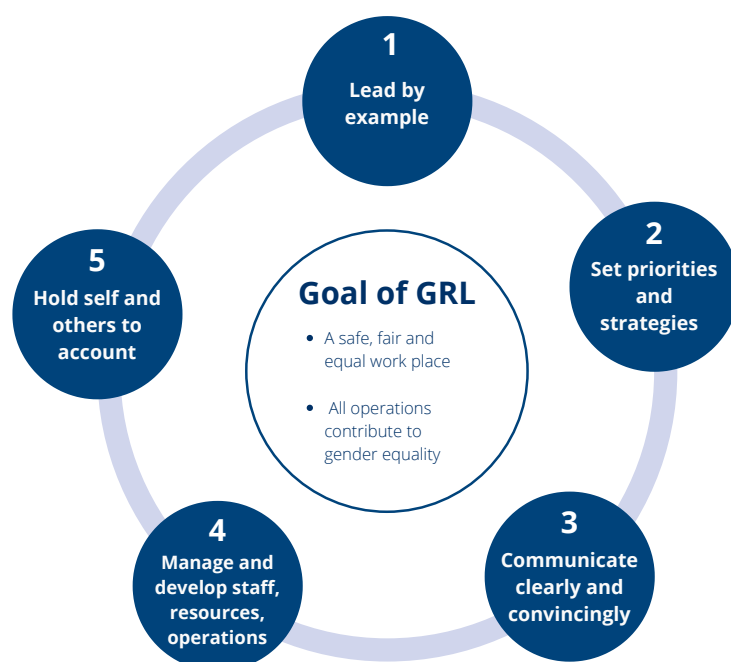 1
Lead by
example
2
Set priorities
and
strategies
3
Communicate
clearly and
convincingly
4
Manage and
develop staff,
resources,
operations
5
Hold self and
others to
account
Goal of GRL
• A safe, fair and
equal work place
• All operations
contribute to
gender equality